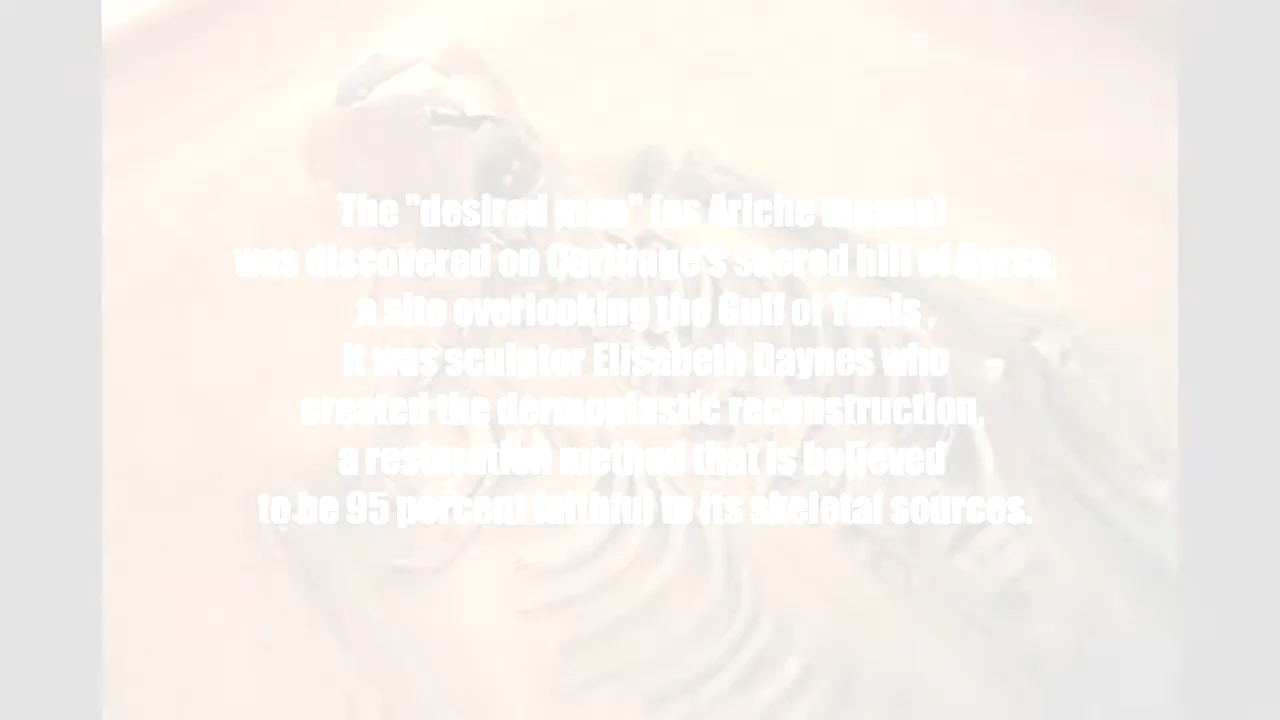 The "desired man" (as Ariche means)
was discovered on Carthage's sacred hill of Byrsa,
a site overlooking the Gulf of Tunis ,
it was sculptor Elisabeth Daynes who
created the dermoplastic reconstruction,
a restoration method that is believed
to be 95 percent faithful to its skeletal sources.